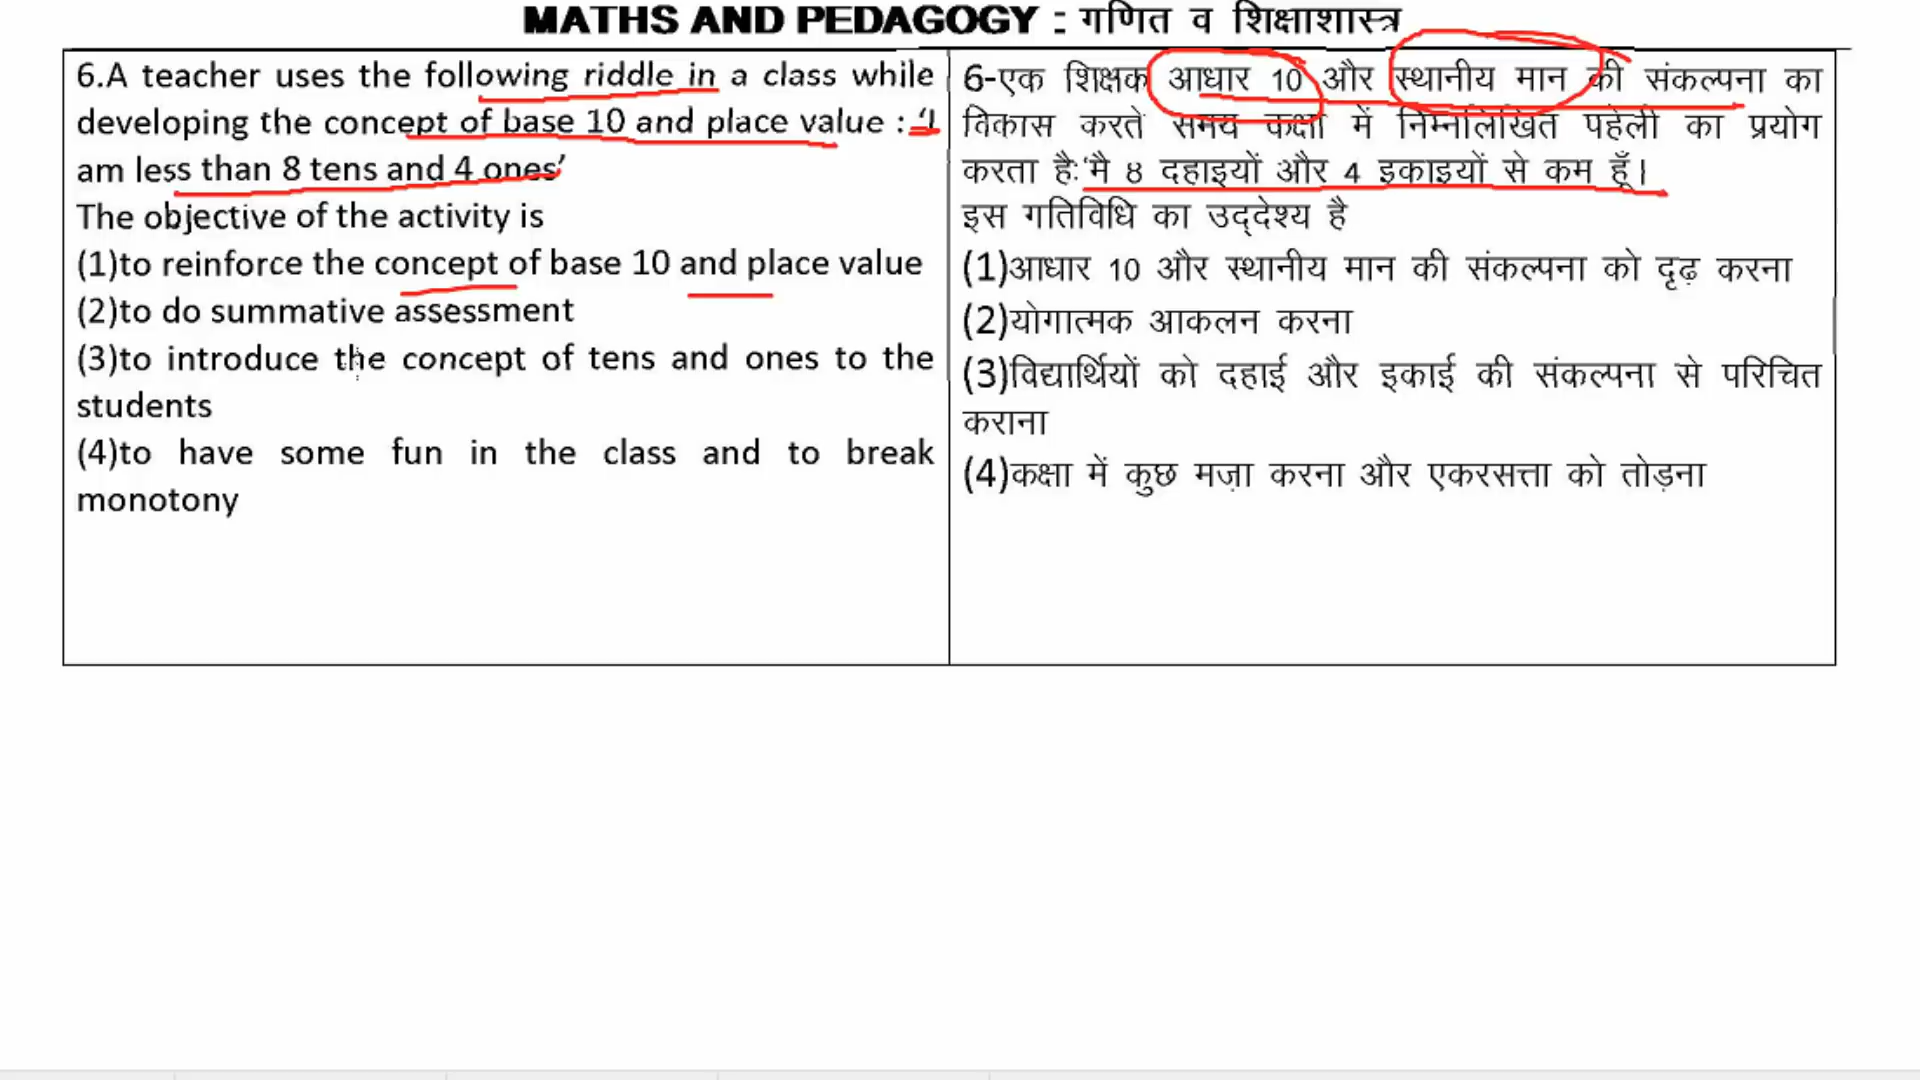 MATHS AND PEDAGOGY : गणित व शिक्षाशास्त्र
6.A teacher uses the following riddle in a class while
developing the concept of base 10 and place value : ‘I
am less than 8 tens and 4 ones’
The objective of the activity is
(1)to reinforce the concept of base 10 and place value
(2)to do summative assessment
(3)to introduce the concept of tens and ones to the
students
(4)to have some fun in the class and to break
monotony
6-एक शिक्षक आधार 10 और स्थानीय मान की संकल्पना का
विकास करते समय कक्षा में निम्नलिखित पहेली का प्रयोग
करता हैः‘मै 8 दहाइयों और 4 इकाइयों से कम हूँ।
इस गतिविधि का उद्देश्य है
(1)आधार 10 और स्थानीय मान की संकल्पना को दृढ़ करना
(2)योगात्मक आकलन करना
(3)विद्यार्थियों को दहाई और इकाई की संकल्पना से परिचित
कराना
(4)कक्षा में कुछ मज़ा करना और एकरसत्ता को तोड़ना